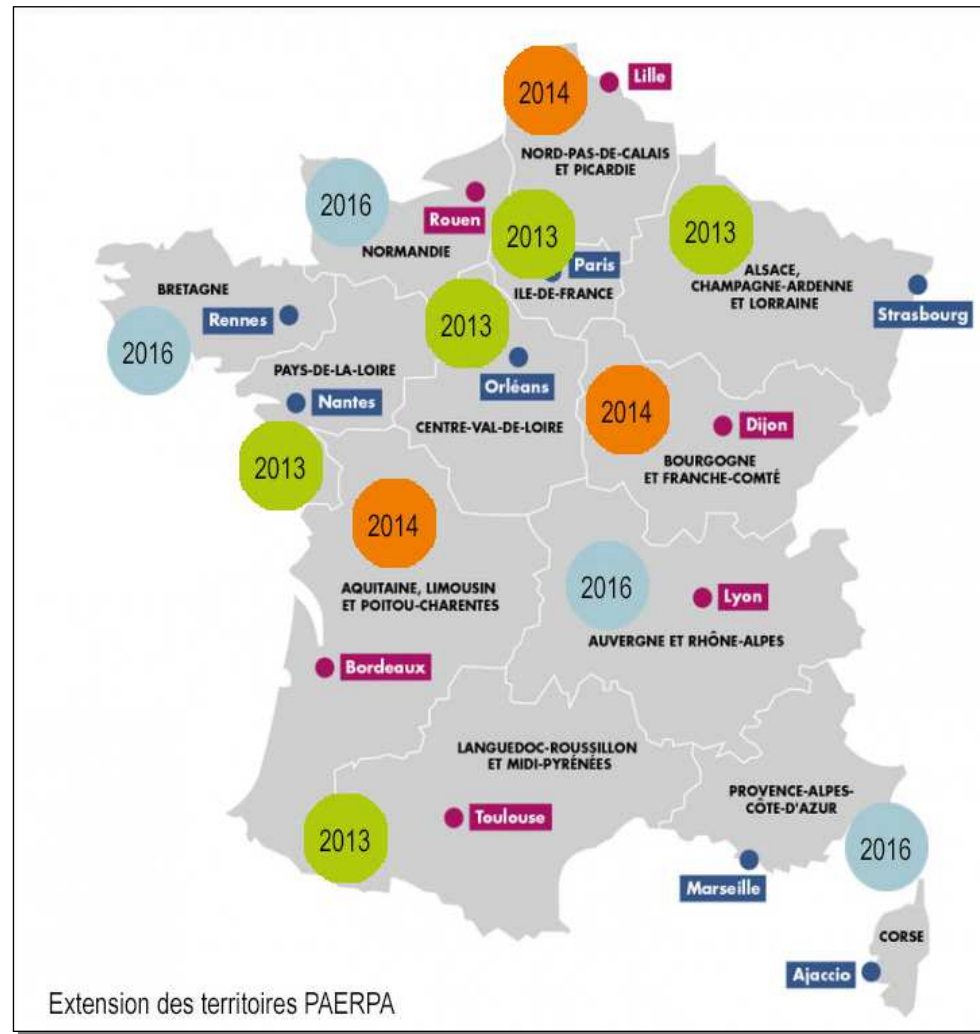 2014
Lille
NORD-PAS-DE-CALAIS
ET PICARDIE
2016
Rouen
NORMANDIE
2013
Paris
ILE-DE-FRANCE
2013
ALSACE,
CHAMPAGNE-ARDENNE
ET LORRAINE
Strasbourg
BRETAGNE
Rennes
2016
2013
Orléans
CENTRE-VAL-DE-LOIRE
PAYS-DE-LA-LOIRE
Nantes
2013
2014
Dijon
BOURGOGNE
ET FRANCHE-COMTÉ
2014
AQUITAINE, LIMOUSIN
ET POITOU-CHARENTES
Bordeaux
2016
Lyon
AUVERGNE ET RHÔNE-ALPES
LANGUEDOC-ROUSSILLON
ET MIDI-PYRÉNÉES
Toulouse
2013
PROVENCE-ALPES-
CÔTE-D'AZUR
2016
Marseille
CORSE
Ajaccio
Extension des territoires PAERPA